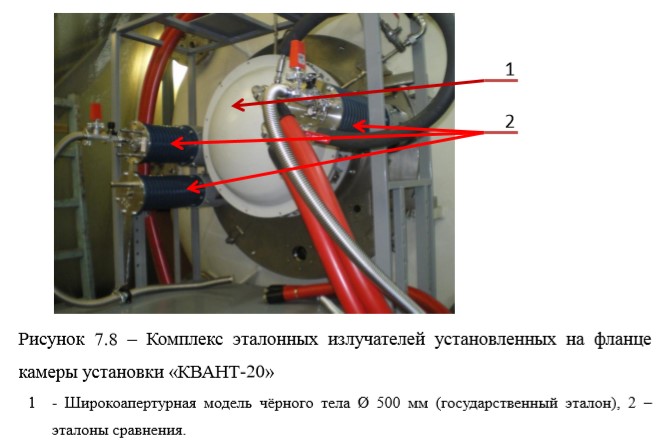 1
2
Рисунок 7.8 – Комплекс эталонных излучателей установленных на фланце
камеры установки «КВАНТ-20»
1 - Широкоапертурная модель чёрного тела Ø 500 мм (государственный эталон), 2 –
эталоны сравнения.